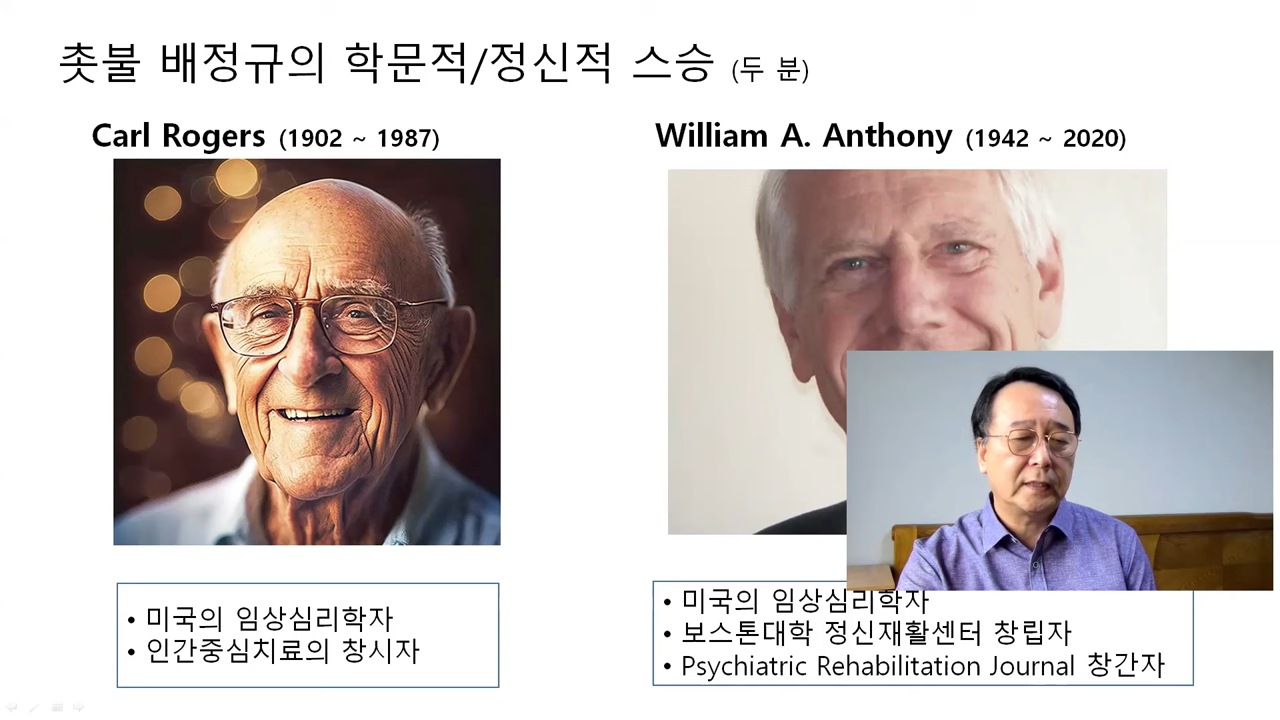 촛불 배정규의 학문적/정신적 스승 (두 분)
Carl Rogers (1902 ~ 1987)
William A. Anthony (1942 ~ 2020)
• 미국의 임상심리학자
• 인간중심치료의 창시자
• 미국의 임상심리학자
• 보스톤대학 정신재활센터 창립자
• Psychiatric Rehabilitation Journal 창간자